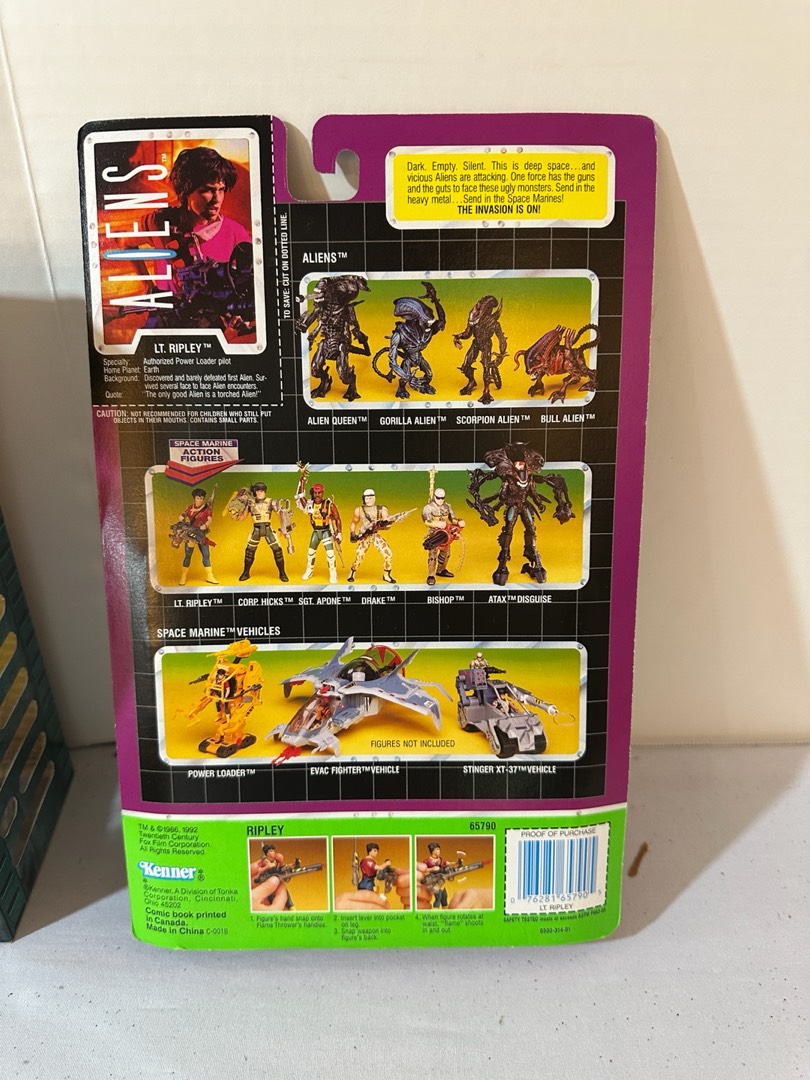 ALIENS™
LT. RIPLEY™
Specialty: Authorized Power Loader pilot
Home Planet: Earth
Background: Discovered and barely defeated first Alien. Sur-
vived several face to face Alien encounters.
Quote: "The only good Alien is a torched Alien!"
TO SAVE: CUT ON DOTTED LINE.
CAUTION: NOT RECOMMENDED FOR CHILDREN WHO STILL PUT
OBJECTS IN THEIR MOUTHS. CONTAINS SMALL PARTS.
Dark. Empty. Silent. This is deep space...and
vicious Aliens are attacking. One force has the guns
and the guts to face these ugly monsters. Send in the
heavy metal...Send in the Space Marines!
THE INVASION IS ON!
ALIENS™
ALIEN QUEEN™ GORILLA ALIEN™ SCORPION ALIEN™ BULL ALIEN™
SPACE MARINE
ACTION
FIGURES
LT. RIPLEY™ CORP. HICKS™ SGT. APONE™ DRAKE™ BISHOP™ ATAX™ DISGUISE
SPACE MARINE™ VEHICLES
FIGURES NOT INCLUDED
POWER LOADER™ EVAC FIGHTER™ VEHICLE STINGER XT-37™ VEHICLE
TM & ©1986, 1992
Twentieth Century
Fox Film Corporation.
All Rights Reserved.
Kenner®
®Kenner, A Division of Tonka
Corporation, Cincinnati,
Ohio 45202
Comic book printed
in Canada.
Made in China C-001B
RIPLEY 65790
1. Figure's hand snap onto
Flame Thrower's handles.
2. Insert lever into pocket
on leg.
3. Snap weapon into
figure's back.
4. When figure rotates at
waist, "flame" shoots
in and out.
PROOF OF PURCHASE
0 76281 65790 5
LT. RIPLEY
SAFETY TESTED